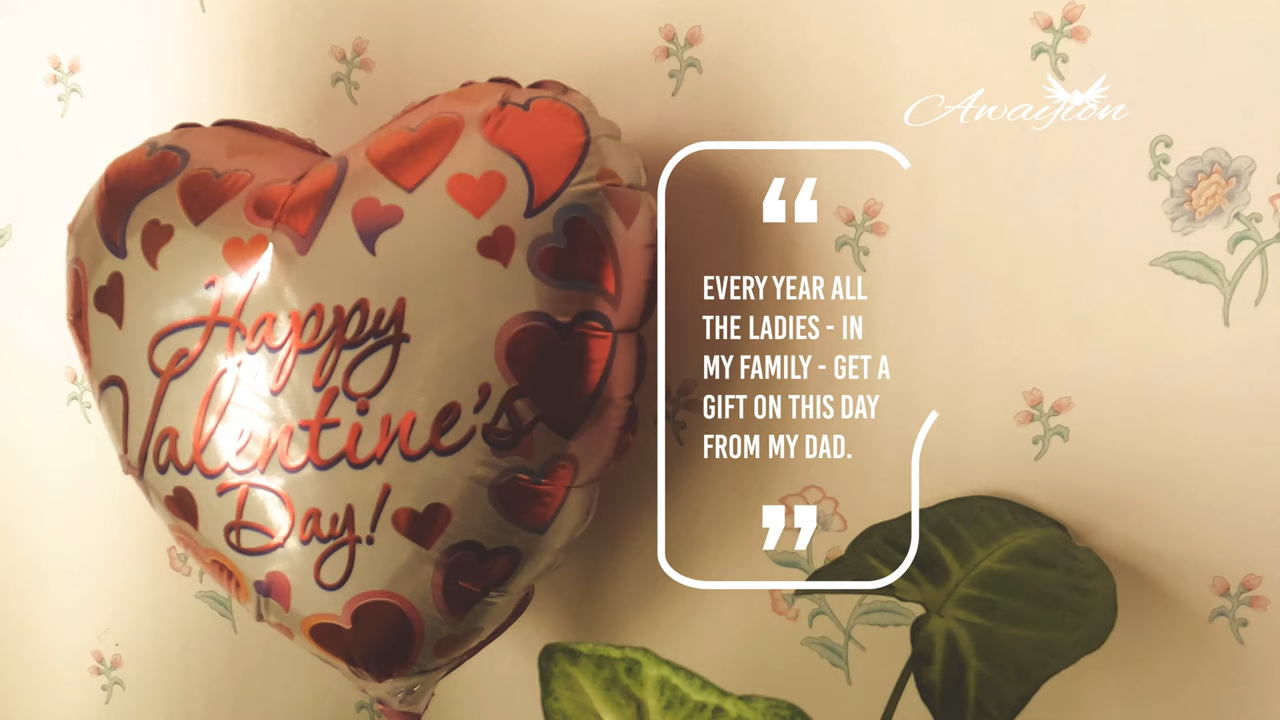 Happy
Valentine's
Day!
Awayion
“
EVERY YEAR ALL
THE LADIES - IN
MY FAMILY - GET A
GIFT ON THIS DAY
FROM MY DAD.
”